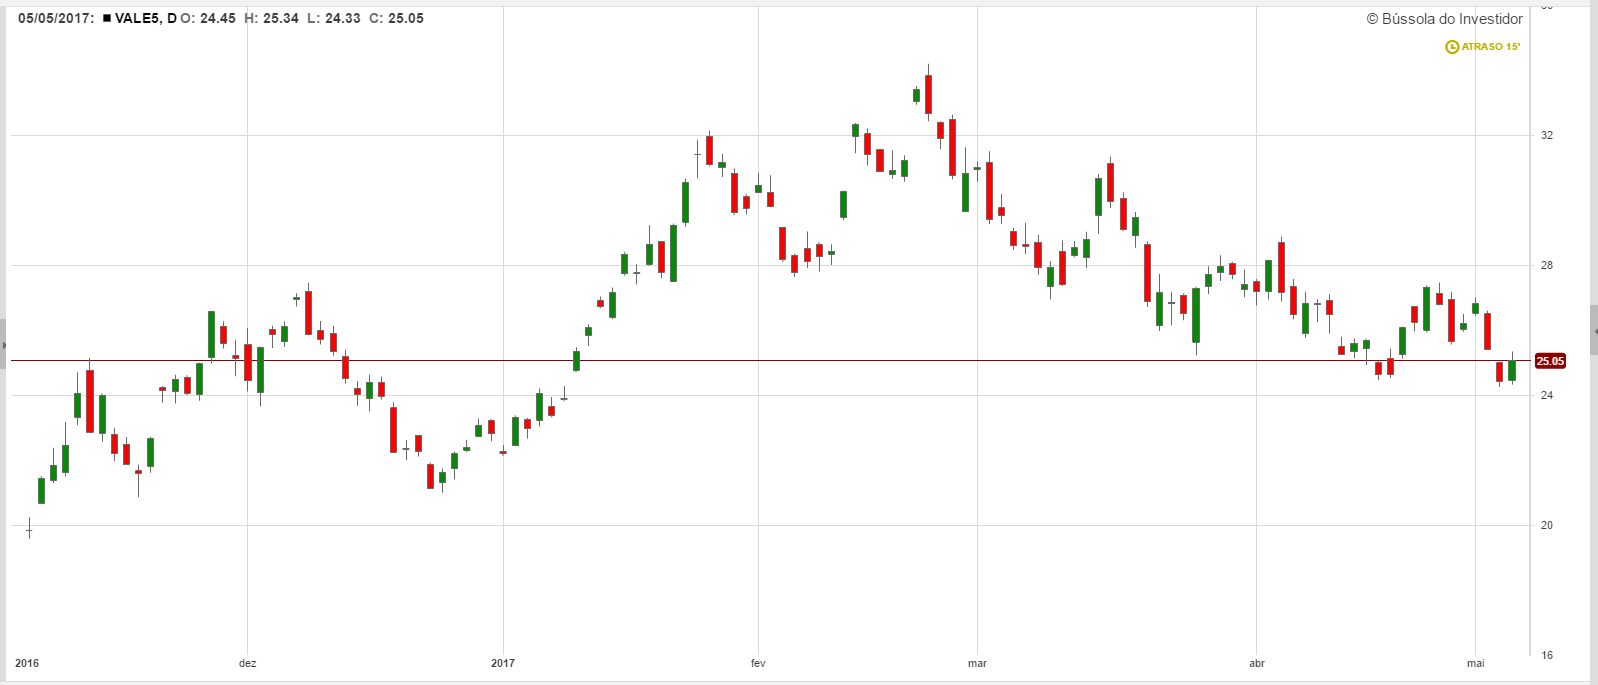 05/05/2017: ■ VALE5, D O: 24.45 H: 25.34 L: 24.33 C: 25.05
© Bússola do Investidor
ATRASO 15'
32
28
25.05
24
20
16
2016 dez 2017 fev mar abr mai